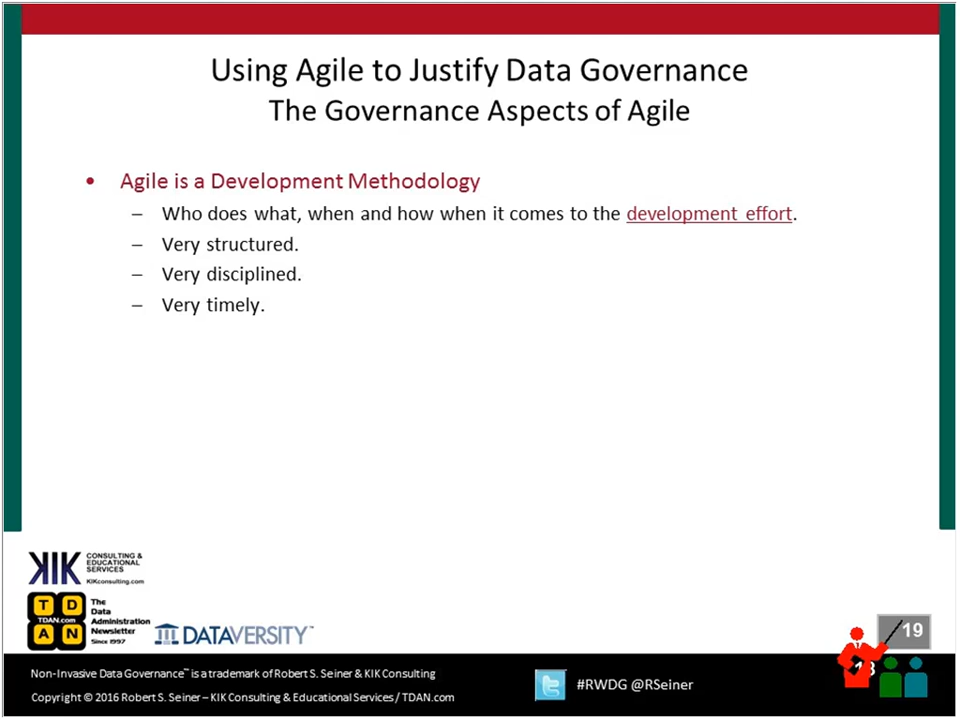 Using Agile to Justify Data Governance
The Governance Aspects of Agile
• Agile is a Development Methodology
– Who does what, when and how when it comes to the development effort.
– Very structured.
– Very disciplined.
– Very timely.
KIK CONSULTING &
EDUCATIONAL
SERVICES
KIKconsulting.com
T D
TDAN.com
A N
The
Data
Administration
Newsletter
Since 1997
DATAVERSITY™
19
Non-Invasive Data Governance™ is a trademark of Robert S. Seiner & KIK Consulting
Copyright © 2016 Robert S. Seiner – KIK Consulting & Educational Services / TDAN.com
#RWDG @RSeiner